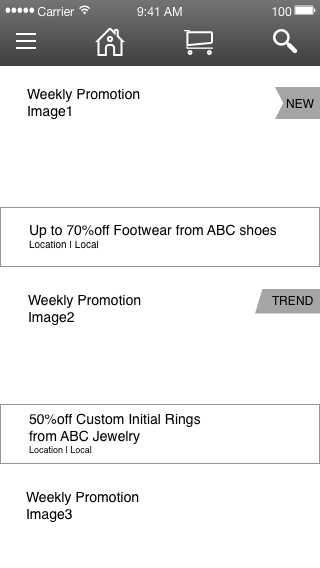 Carrier 9:41 AM 100
Weekly Promotion
Image1
NEW
Up to 70%off Footwear from ABC shoes
Location | Local
Weekly Promotion
Image2
TREND
50%off Custom Initial Rings
from ABC Jewelry
Location | Local
Weekly Promotion
Image3